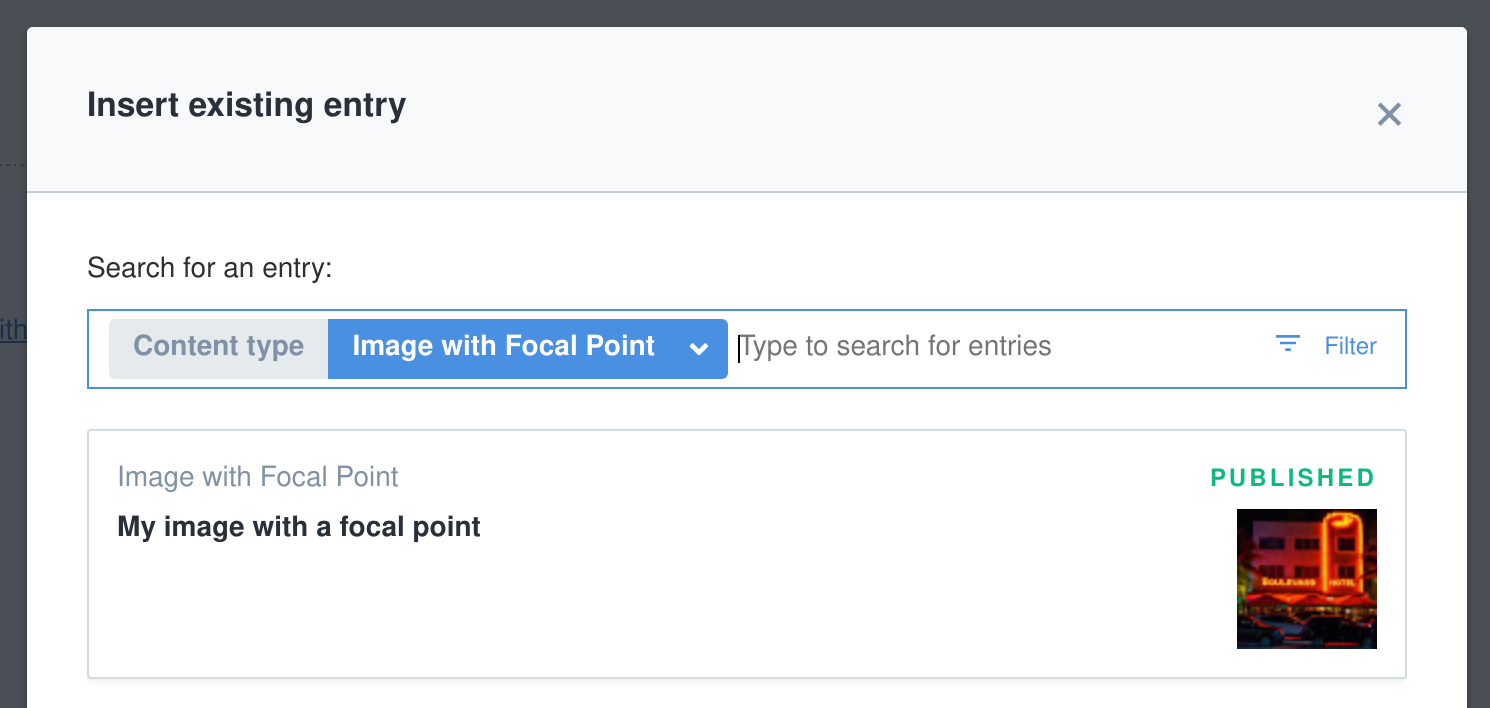 Insert existing entry
Search for an entry:
Content type Image with Focal Point Type to search for entries Filter
ith
Image with Focal Point PUBLISHED
My image with a focal point
BOULEVARD HOTEL